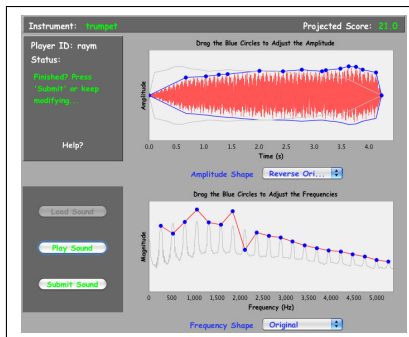 Instrument: trumpet
Projected Score: 21.0
Player ID: raym
Status:
Finished? Press
'Submit' or keep
modifying...
Help?
Load Sound
Play Sound
Submit Sound
Drag the Blue Circles to Adjust the Amplitude
Amplitude
0.0 0.5 1.0 1.5 2.0 2.5 3.0 3.5 4.0
Time (s)
Amplitude Shape Reverse Ori...
Drag the Blue Circles to Adjust the Frequencies
Magnitude
0 500 1,000 1,500 2,000 2,500 3,000 3,500 4,000 4,500 5,000
Frequency (Hz)
Frequency Shape Original